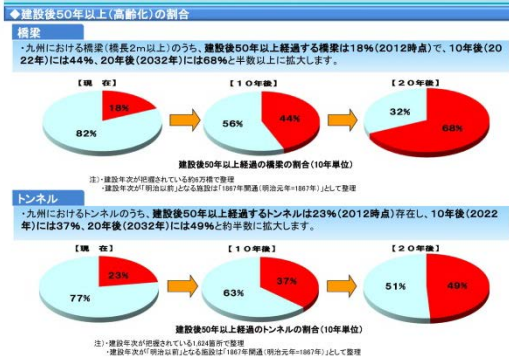 ◆建設後50年以上(高齢化)の割合
橋梁
・九州における橋梁(橋長2m以上)のうち、建設後50年以上経過する橋梁は18%(2012時点)で、10年後(20
22年)には44%、20年後(2032年)には68%と半数以上に拡大します。
【現 在】
【10年後】
【20年後】
18%
82%
44%
56%
32%
68%
建設後50年以上経過の橋梁の割合(10年単位)
注)・建設年次が把握されている約6万橋で整理
・建設年次が「明治以前」となる施設は「1867年開通(明治元年=1867年)」として整理
トンネル
・九州におけるトンネルのうち、建設後50年以上経過するトンネルは23%(2012時点)存在し、10年後(2022
年)には37%、20年後(2032年)には49%と約半数に拡大します。
【現 在】
【10年後】
【20年後】
23%
77%
37%
63%
51%
49%
建設後50年以上経過のトンネルの割合(10年単位)
注)・建設年次が把握されている1,624箇所で整理
・建設年次が「明治以前」となる施設は「1867年開通(明治元年=1867年)」として整理